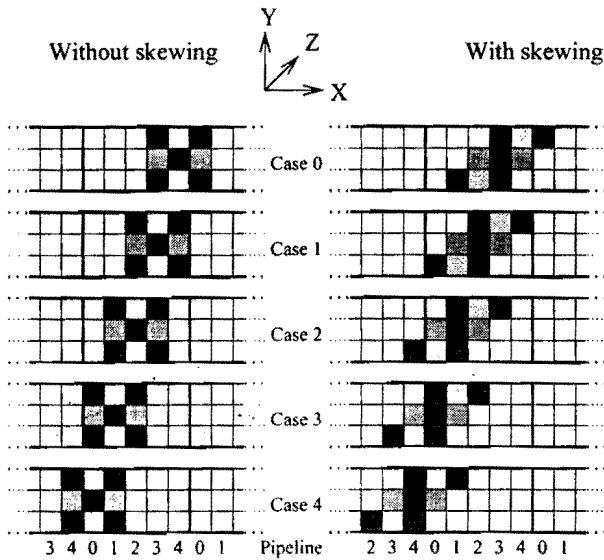 Y
Without skewing
Z
With skewing
X
Case 0
Case 1
Case 2
Case 3
Case 4
3 4 0 1 2 3 4 0 1
Pipeline
2 3 4 0 1 2 3 4 0 1